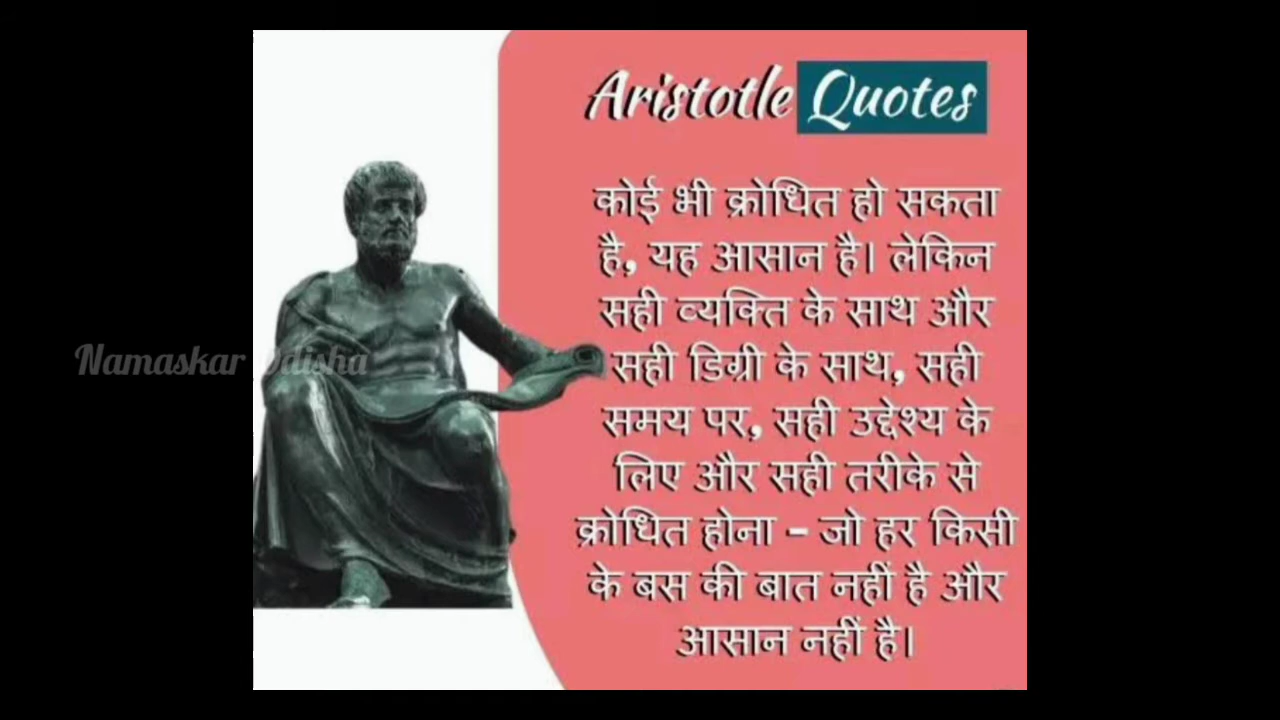 Aristotle Quotes
कोई भी क्रोधित हो सकता
है, यह आसान है। लेकिन
सही व्यक्ति के साथ और
सही डिग्री के साथ, सही
समय पर, सही उद्देश्य के
लिए और सही तरीके से
क्रोधित होना - जो हर किसी
के बस की बात नहीं है और
आसान नहीं है।
Namaskar Odisha